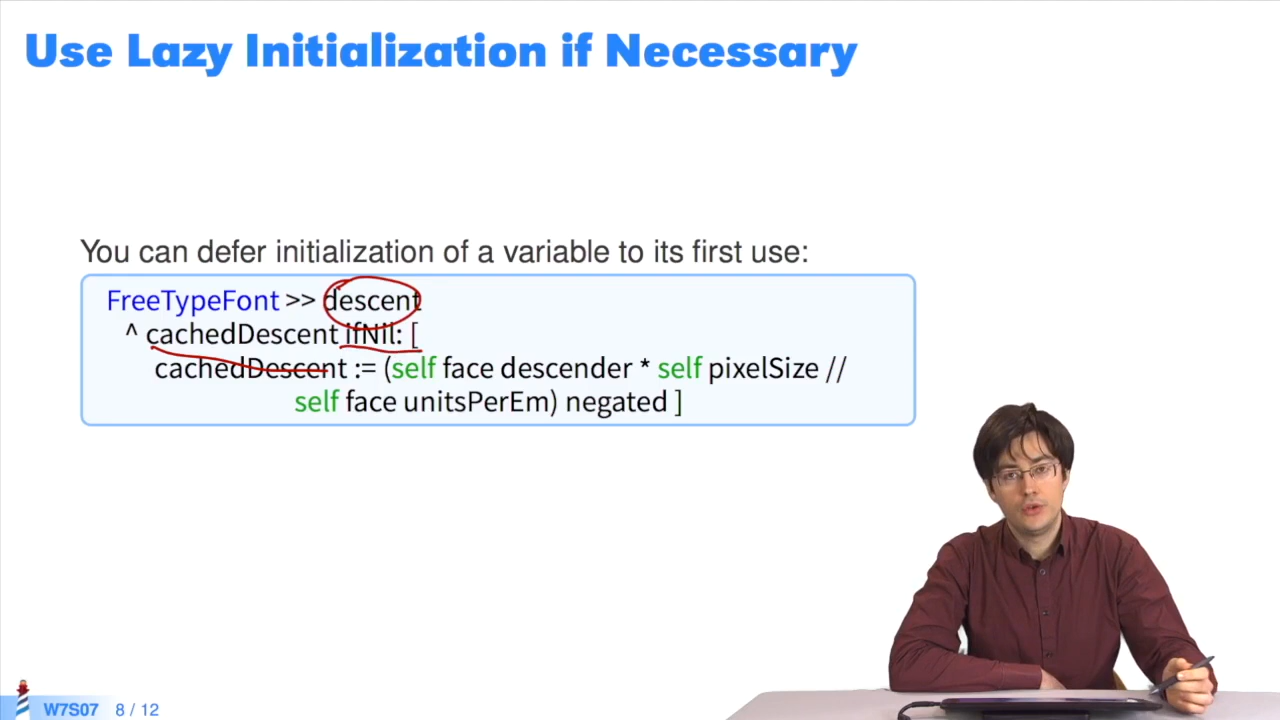 Use Lazy Initialization if Necessary
You can defer initialization of a variable to its first use:
FreeTypeFont >> descent
^ cachedDescent ifNil: [
cachedDescent := (self face descender * self pixelSize //
self face unitsPerEm) negated ]
W7S07 8 / 12